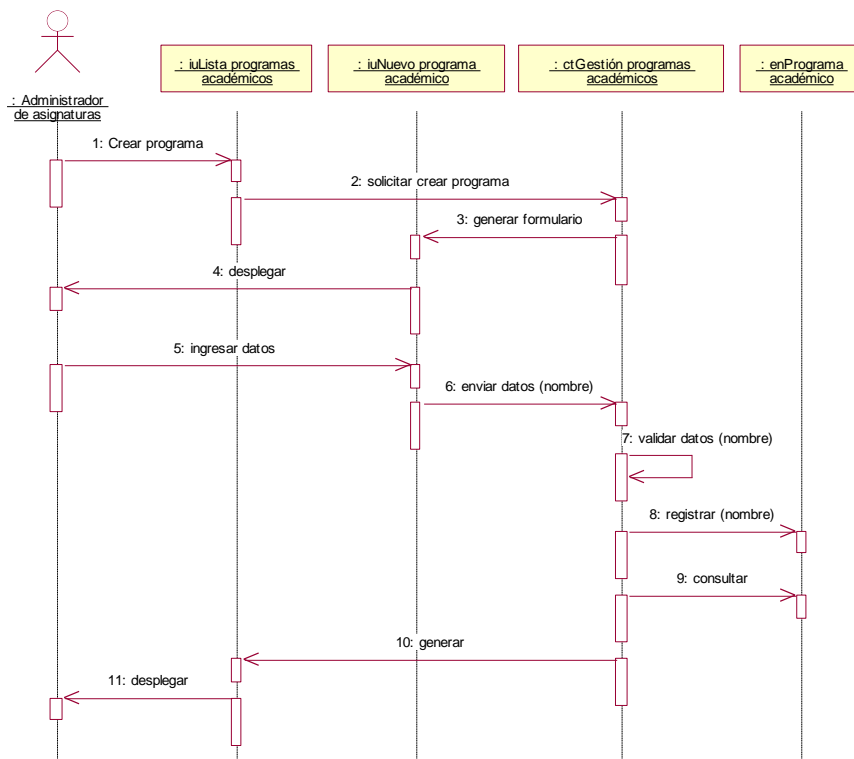 : iuLista programas
académicos
: iuNuevo programa
académico
: ctGestión programas
académicos
: enPrograma
académico
: Administrador
de asignaturas
1: Crear programa
2: solicitar crear programa
3: generar formulario
4: desplegar
5: ingresar datos
6: enviar datos (nombre)
7: validar datos (nombre)
8: registrar (nombre)
9: consultar
10: generar
11: desplegar